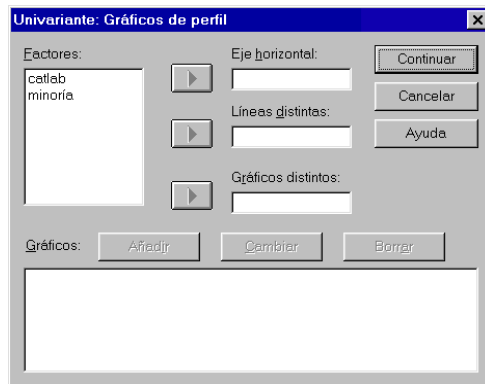 Univariante: Gráficos de perfil
Factores:
catlab
minoría
Eje horizontal:
Líneas distintas:
Gráficos distintos:
Continuar
Cancelar
Ayuda
Gráficos:
Añadir
Cambiar
Borrar